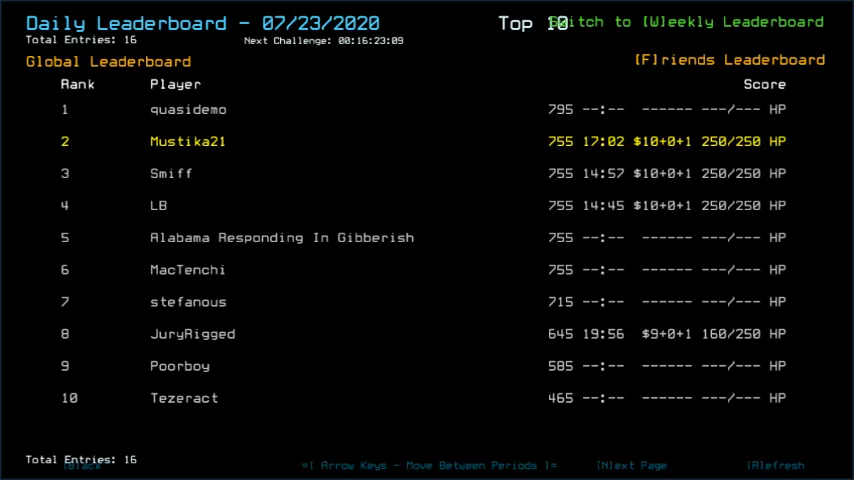 Daily Leaderboard - 07/23/2020 Top 10 Switch to [W]eekly Leaderboard
Total Entries: 16 Next Challenge: 00:16:23:09
Global Leaderboard [F]riends Leaderboard
Rank Player Score
1 quasidemo 795 --:-- ------ ---/--- HP
2 Mustika21 755 17:02 $10+0+1 250/250 HP
3 Smiff 755 14:57 $10+0+1 250/250 HP
4 LB 755 14:45 $10+0+1 250/250 HP
5 Alabama Responding In Gibberish 755 --:-- ------ ---/--- HP
6 MacTenchi 755 --:-- ------ ---/--- HP
7 stefanous 715 --:-- ------ ---/--- HP
8 JuryRigged 645 19:56 $9+0+1 160/250 HP
9 Poorboy 585 --:-- ------ ---/--- HP
10 Tezeract 465 --:-- ------ ---/--- HP
Total Entries: 16
[B]ack =[ Arrow Keys - Move Between Periods ]= [N]ext Page [R]efresh